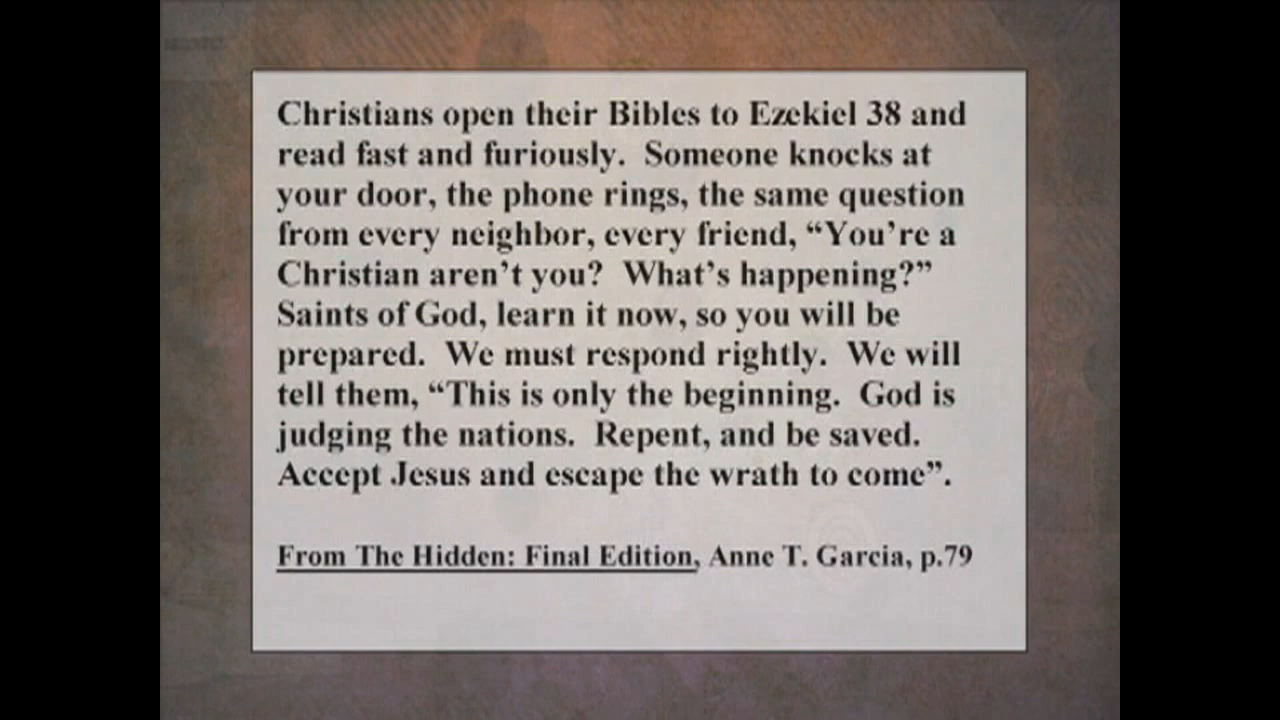 Christians open their Bibles to Ezekiel 38 and
read fast and furiously.  Someone knocks at
your door, the phone rings, the same question
from every neighbor, every friend, “You’re a
Christian aren’t you?  What’s happening?”
Saints of God, learn it now, so you will be
prepared.  We must respond rightly.  We will
tell them, “This is only the beginning.  God is
judging the nations.  Repent, and be saved.
Accept Jesus and escape the wrath to come”.
From The Hidden: Final Edition, Anne T. Garcia, p.79